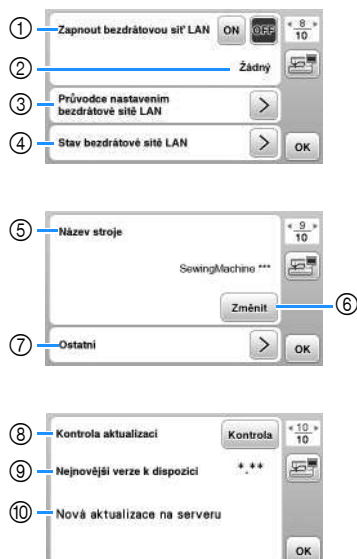 ① Zapnout bezdrátovou síť LAN ON OFF 8/10
② Žádný
③ Průvodce nastavením
bezdrátové sítě LAN
④ Stav bezdrátové sítě LAN OK
⑤ Název stroje 9/10
SewingMachine ***
Změnit ⑥
⑦ Ostatní OK
⑧ Kontrola aktualizací Kontrola 10/10
⑨ Nejnovější verze k dispozici *.**
⑩ Nová aktualizace na serveru
OK